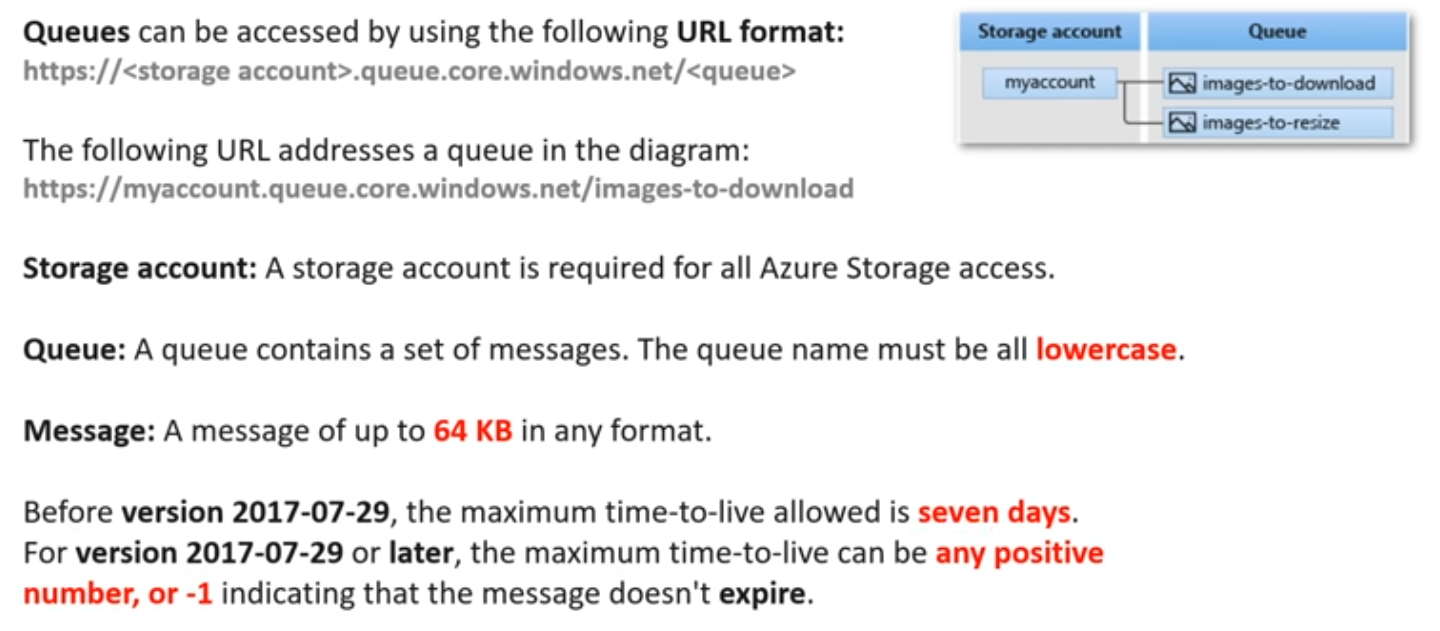 Queues can be accessed by using the following URL format:
https://<storage account>.queue.core.windows.net/<queue>
Storage account
Queue
myaccount
images-to-download
images-to-resize
The following URL addresses a queue in the diagram:
https://myaccount.queue.core.windows.net/images-to-download
Storage account: A storage account is required for all Azure Storage access.
Queue: A queue contains a set of messages. The queue name must be all lowercase.
Message: A message of up to 64 KB in any format.
Before version 2017-07-29, the maximum time-to-live allowed is seven days.
For version 2017-07-29 or later, the maximum time-to-live can be any positive
number, or -1 indicating that the message doesn't expire.